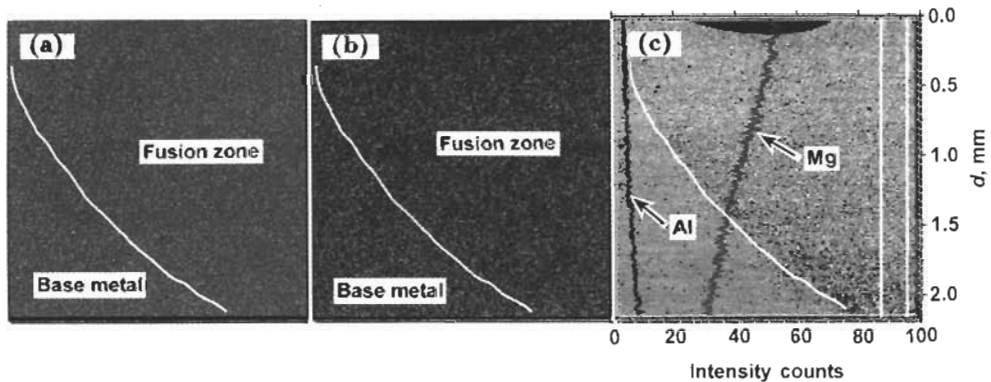 (a)
Fusion zone
Base metal
(b)
Fusion zone
Base metal
(c)
Mg
Al
0.0
0.5
1.0
1.5
2.0
d, mm
0 20 40 60 80 100
Intensity counts